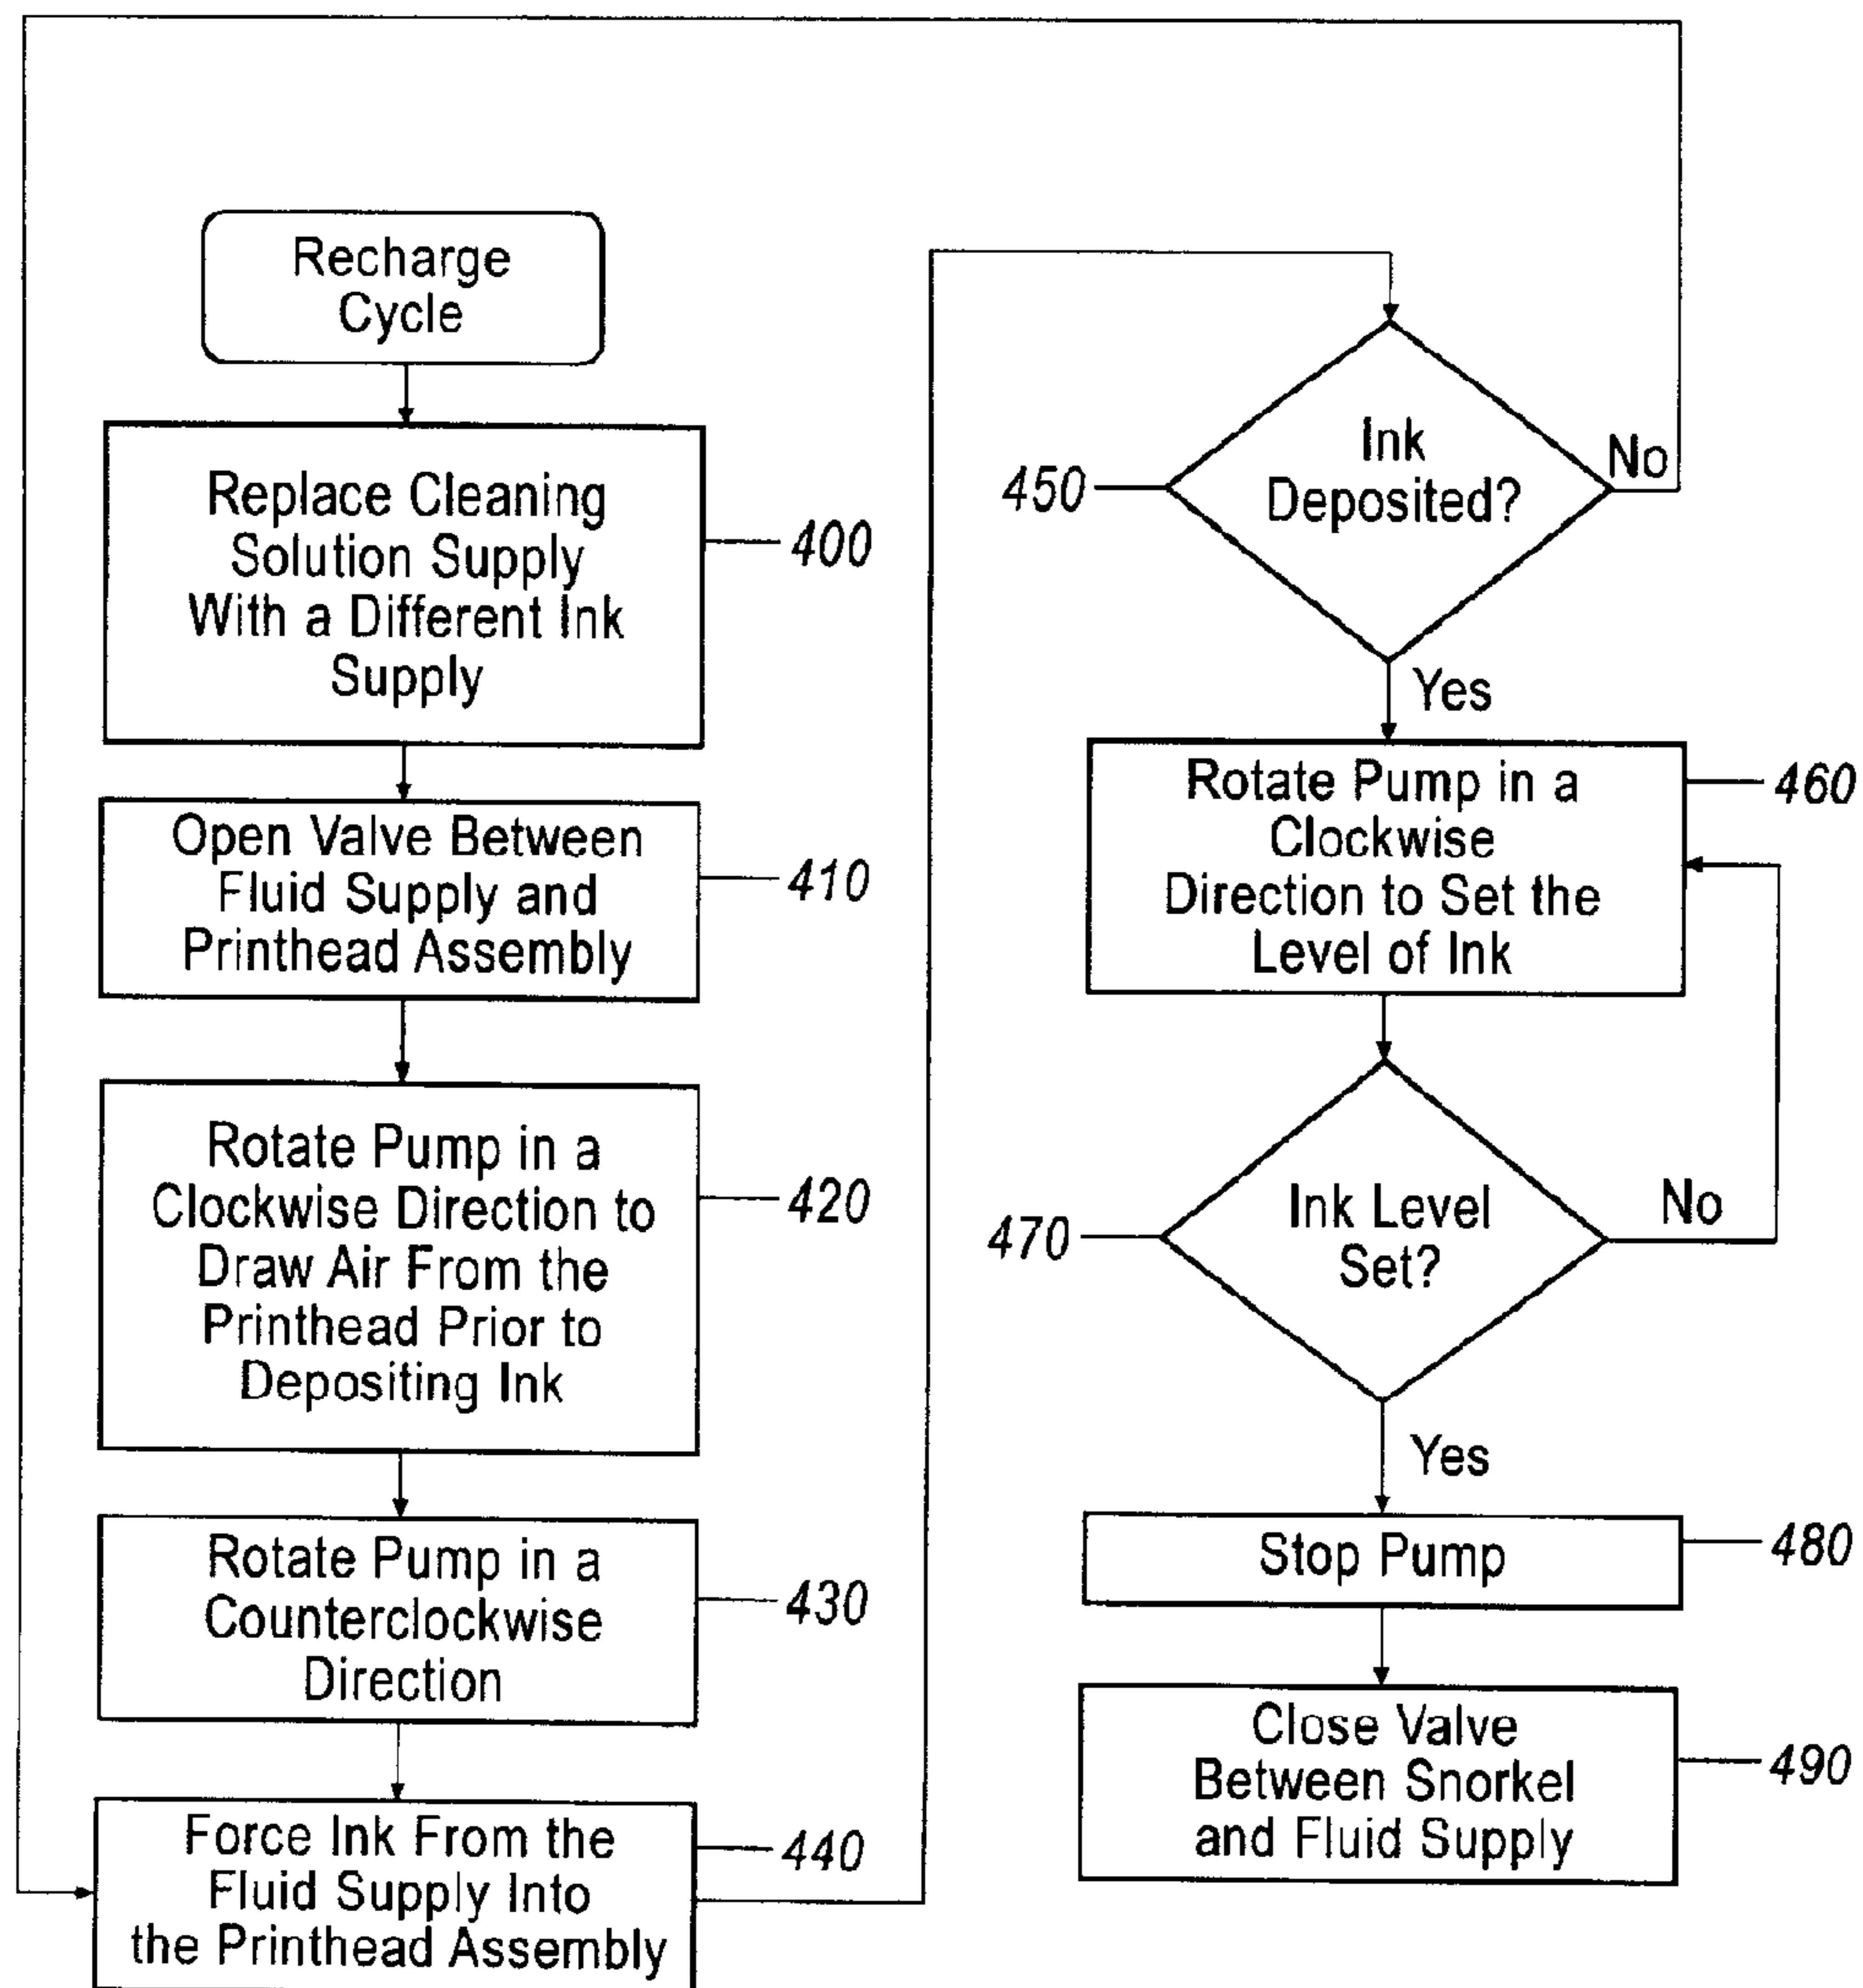 Recharge
Cycle
Replace Cleaning
Solution Supply
With a Different Ink
Supply
400
Open Valve Between
Fluid Supply and
Printhead Assembly
410
Rotate Pump in a
Clockwise Direction to
Draw Air From the
Printhead Prior to
Depositing Ink
420
Rotate Pump in a
Counterclockwise
Direction
430
Force Ink From the
Fluid Supply Into
the Printhead Assembly
440
Ink
Deposited?
450
No
Yes
Rotate Pump in a
Clockwise
Direction to Set the
Level of Ink
460
Ink Level
Set?
470
No
Yes
Stop Pump
480
Close Valve
Between Snorkel
and Fluid Supply
490